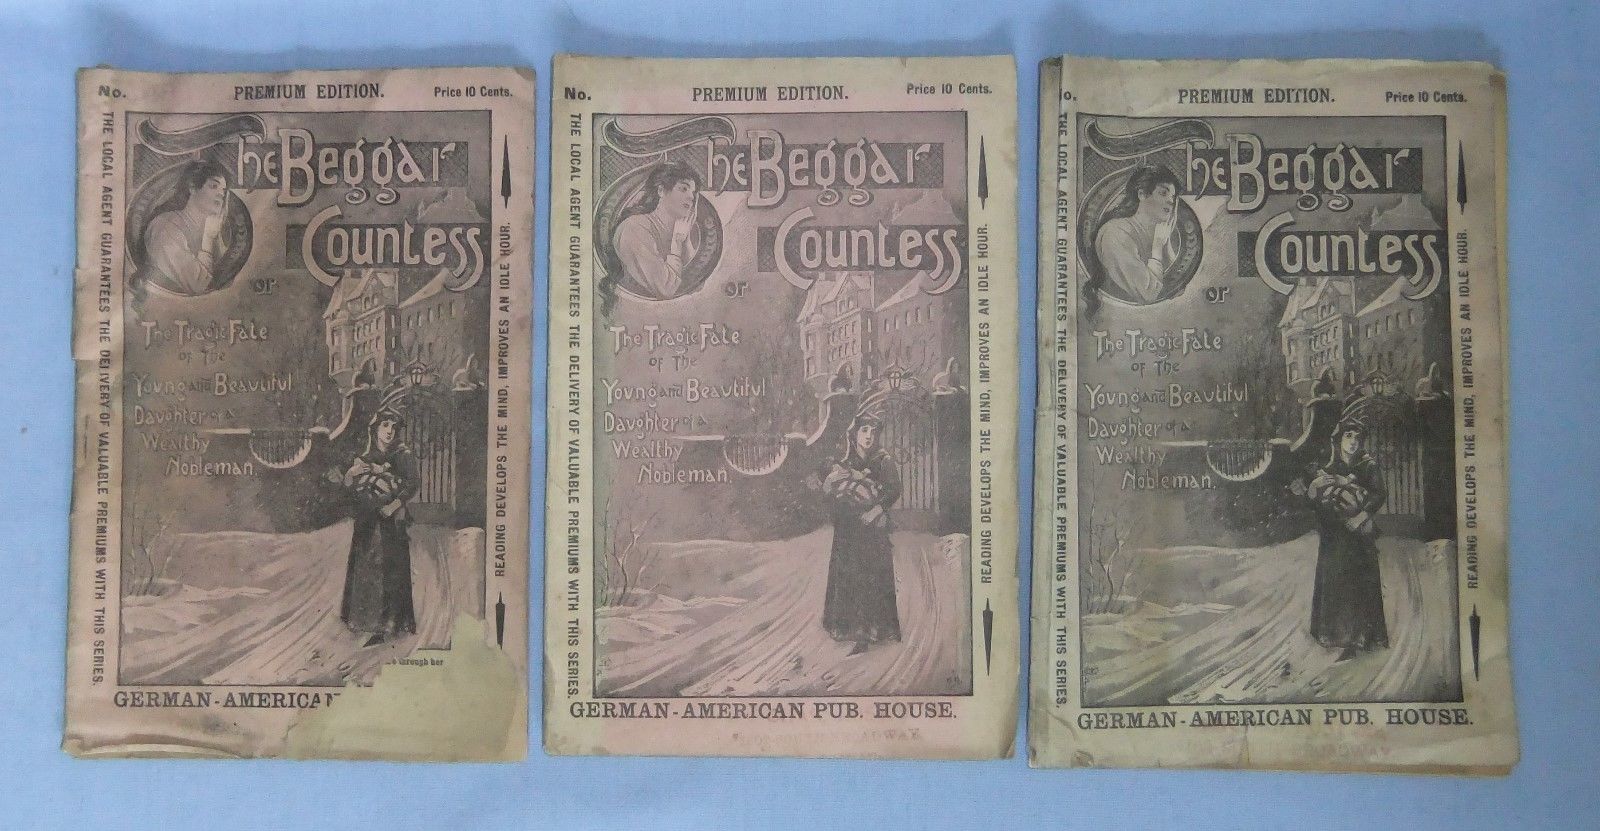 No.
PREMIUM EDITION.
Price 10 Cents.
THE LOCAL AGENT GUARANTEES THE DELIVERY OF VALUABLE PREMIUMS WITH THIS SERIES.
The Beggar
Countess
or
The Tragic Fate
of The
Young and Beautiful
Daughter of a
Wealthy
Nobleman.
READING DEVELOPS THE MIND, IMPROVES AN IDLE HOUR.
through her
GERMAN-AMERICA
No.
PREMIUM EDITION.
Price 10 Cents.
THE LOCAL AGENT GUARANTEES THE DELIVERY OF VALUABLE PREMIUMS WITH THIS SERIES.
The Beggar
Countess
or
The Tragic Fate
of The
Young and Beautiful
Daughter of a
Wealthy
Nobleman.
READING DEVELOPS THE MIND, IMPROVES AN IDLE HOUR.
GERMAN-AMERICAN PUB. HOUSE.
o.
PREMIUM EDITION.
Price 10 Cents.
THE LOCAL AGENT GUARANTEES THE DELIVERY OF VALUABLE PREMIUMS WITH THIS SERIES.
The Beggar
Countess
or
The Tragic Fate
of The
Young and Beautiful
Daughter of a
Wealthy
Nobleman.
READING DEVELOPS THE MIND, IMPROVES AN IDLE HOUR.
GERMAN-AMERICAN PUB. HOUSE.